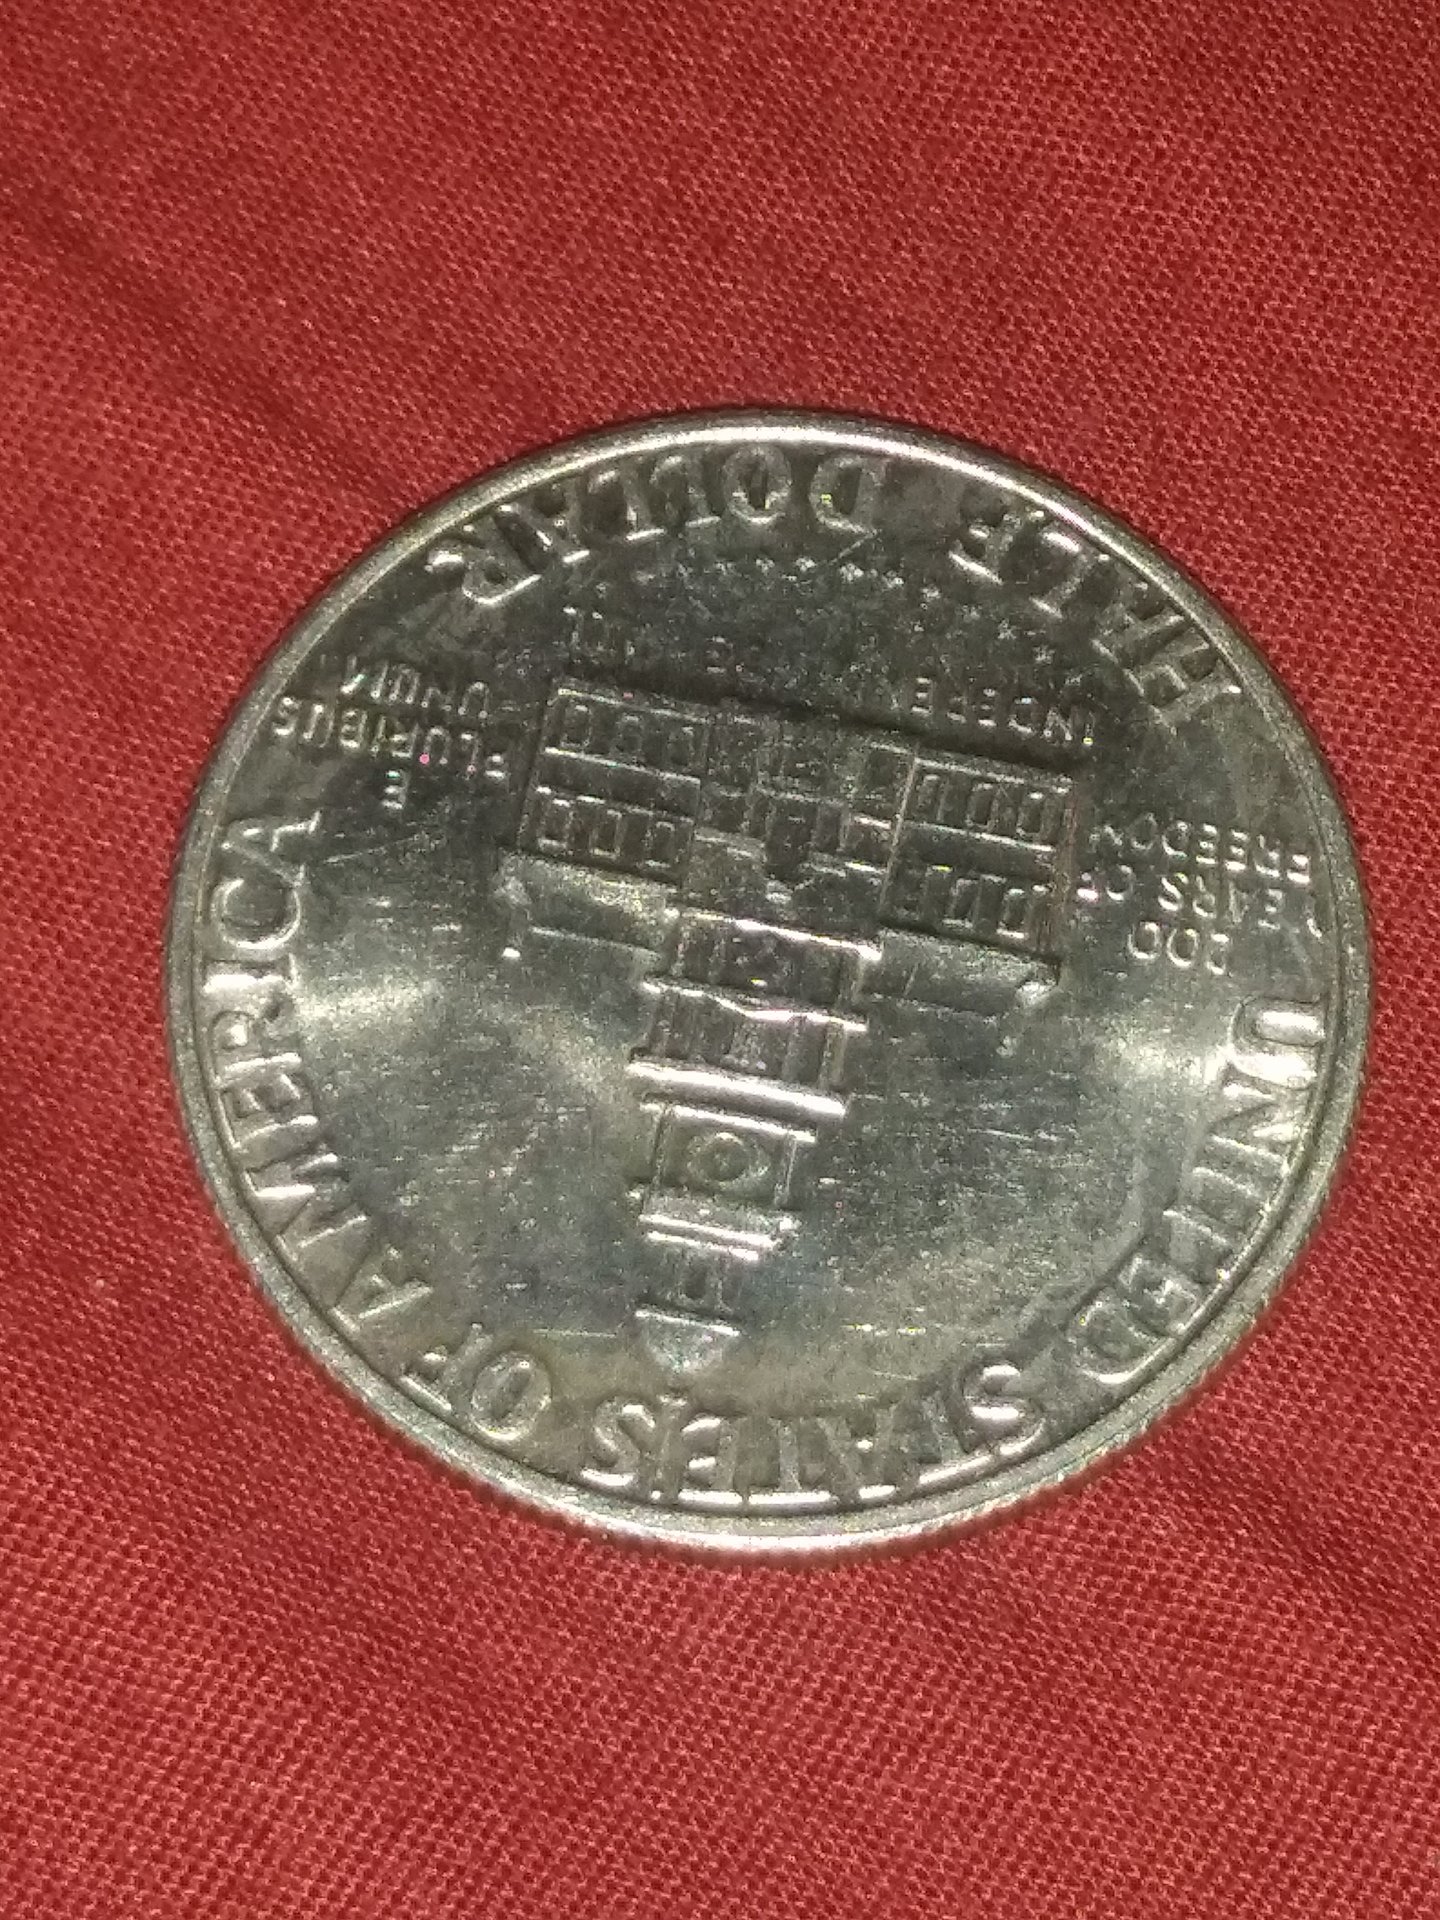 UNITED STATES OF AMERICA
200
YEARS OF
FREEDOM
E
PLURIBUS
UNUM
INDEPENDENCE HALL
HALF DOLLAR